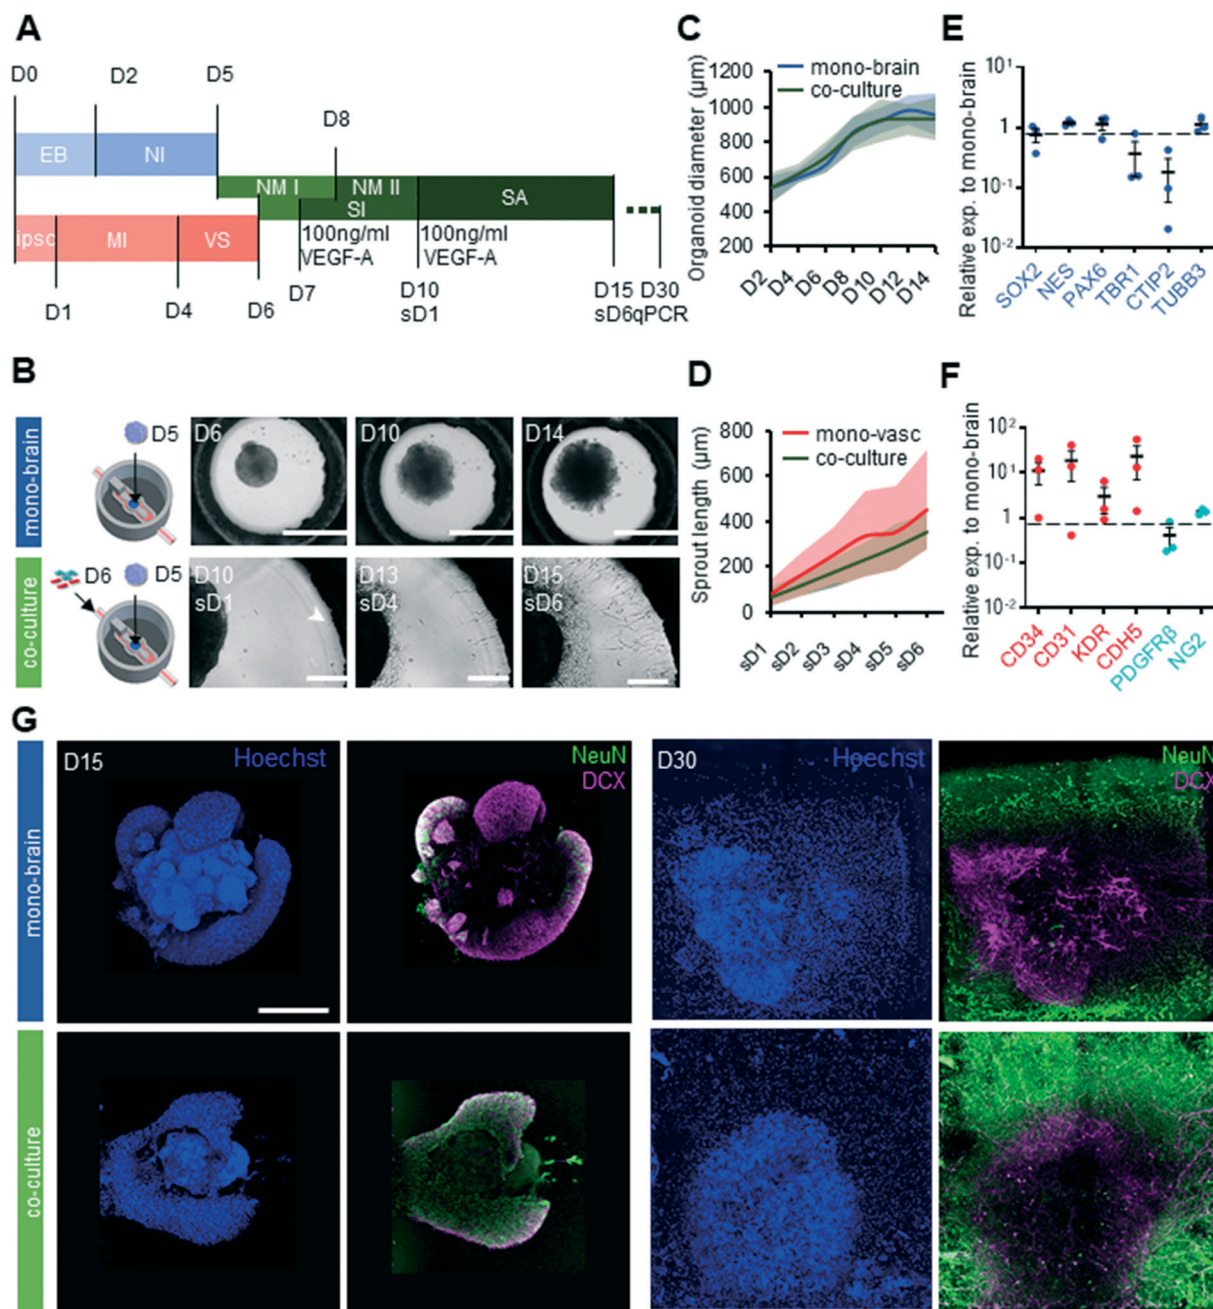 A
D0
D2
D5
D8
EB
NI
NM I
NM II
SI
SA
ipsc
MI
VS
100ng/ml
VEGF-A
100ng/ml
VEGF-A
D1
D4
D6
D7
D10
sD1
D15
sD6
D30
qPCR
B
mono-brain
D5
D6
D10
D14
co-culture
D6
D5
D10
sD1
D13
sD4
D15
sD6
C
Organoid diameter (µm)
1200
1000
800
600
400
200
mono-brain
co-culture
D2
D4
D6
D8
D10
D12
D14
D
Sprout length (µm)
800
600
400
200
0
mono-vasc
co-culture
sD1
sD2
sD3
sD4
sD5
sD6
E
Relative exp. to mono-brain
10¹
1
10⁻¹
10⁻²
SOX2
NES
PAX6
TBR1
CTIP2
TUBB3
F
Relative exp. to mono-brain
10²
10¹
1
10⁻¹
10⁻²
CD34
CD31
KDR
CDH5
PDGFRβ
NG2
G
mono-brain
D15
Hoechst
NeuN
DCX
D30
Hoechst
NeuN
DCX
co-culture